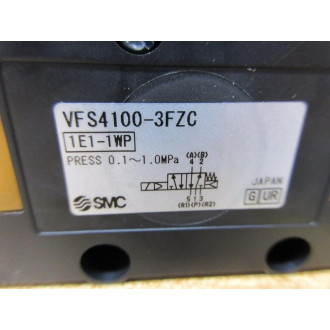 VFS4100-3FZC
1E1-1WP
PRESS 0.1～1.0MPa
(A)(B)
4 2
5 1 3
(R1)(P)(R2)
SMC
JAPAN
G UR